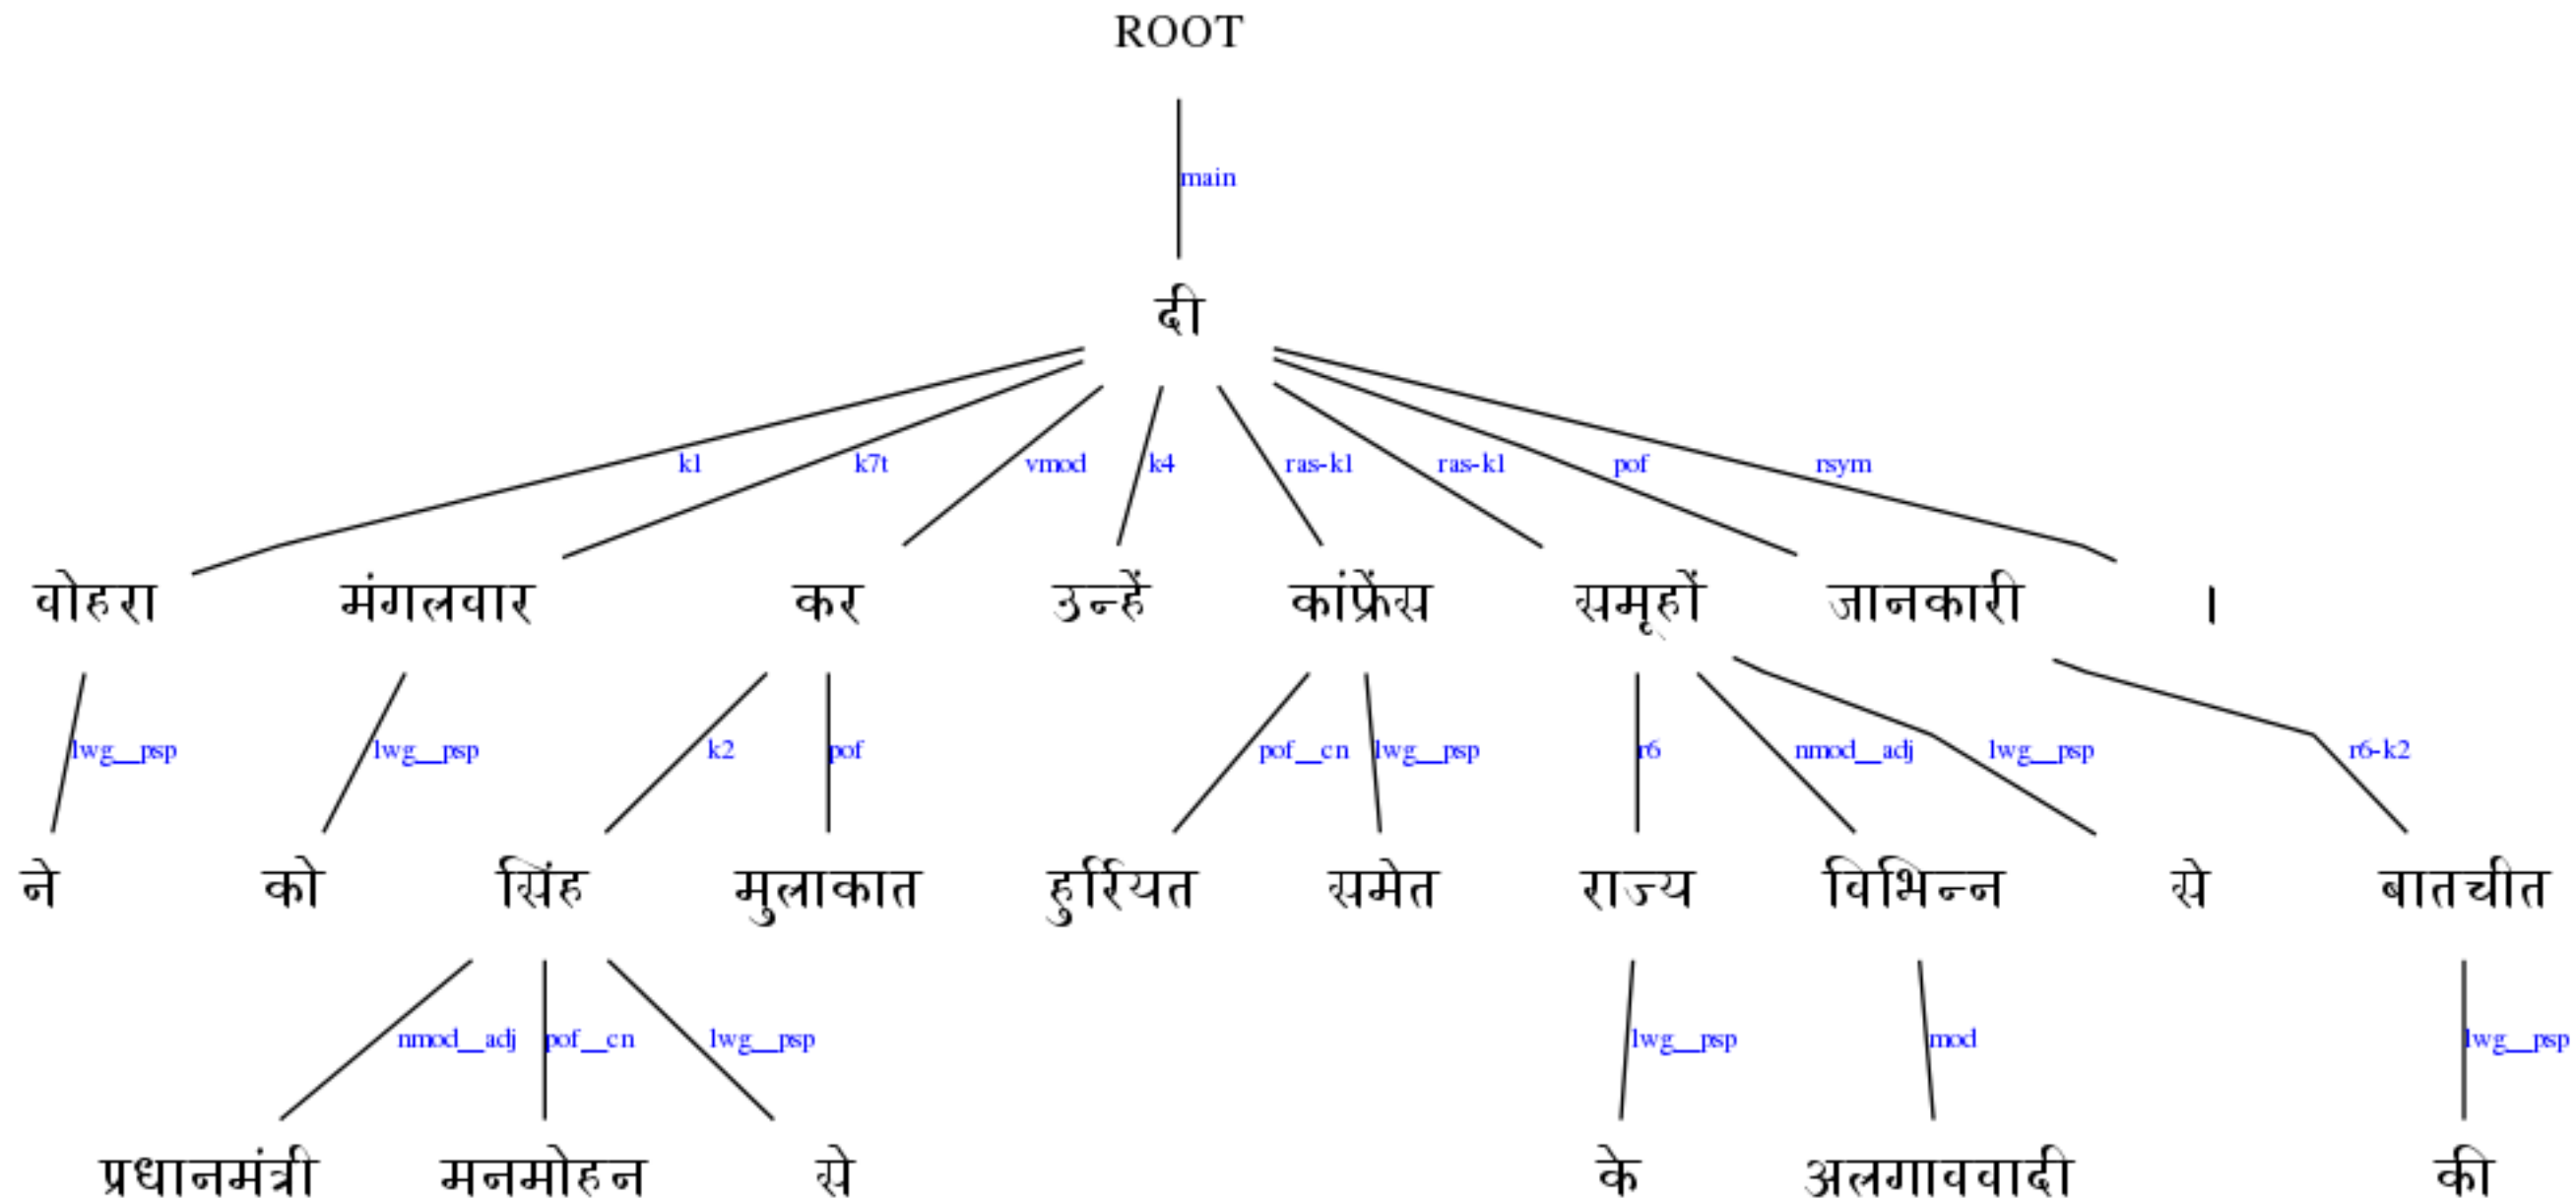 ROOT
main
दी
k1 k7t vmod k4 ras-k1 ras-k1 pof rsym
वोहरा मंगलवार कर उन्हें कांफ्रेंस समूहों जानकारी ।
lwg__psp lwg__psp k2 pof pof__cn lwg__psp r6 nmod__adj lwg__psp r6-k2
ने को सिंह मुलाकात हुर्रियत समेत राज्य विभिन्न से बातचीत
nmod__adj pof__cn lwg__psp lwg__psp mod lwg__psp
प्रधानमंत्री मनमोहन से के अलगाववादी की